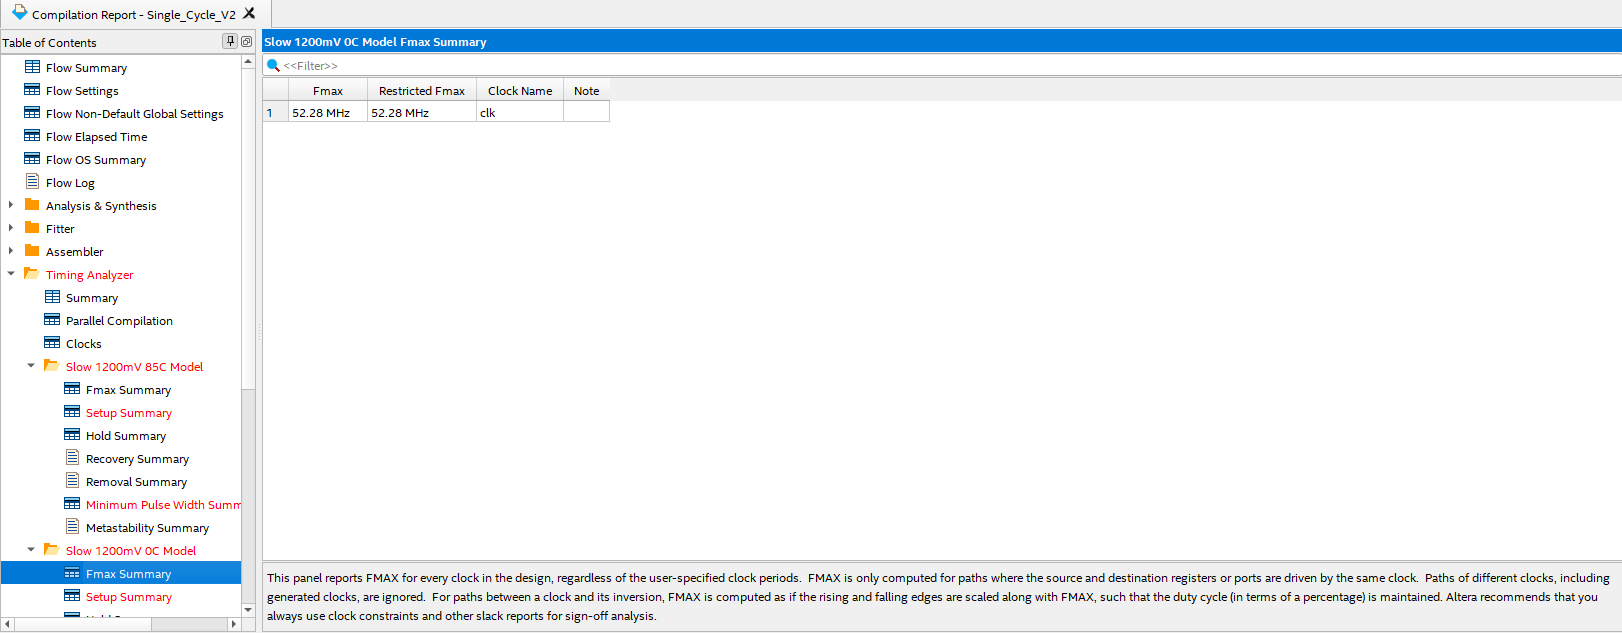 Compilation Report - Single_Cycle_V2
Table of Contents
Flow Summary
Flow Settings
Flow Non-Default Global Settings
Flow Elapsed Time
Flow OS Summary
Flow Log
Analysis & Synthesis
Fitter
Assembler
Timing Analyzer
Summary
Parallel Compilation
Clocks
Slow 1200mV 85C Model
Fmax Summary
Setup Summary
Hold Summary
Recovery Summary
Removal Summary
Minimum Pulse Width Summ
Metastability Summary
Slow 1200mV 0C Model
Fmax Summary
Setup Summary
Slow 1200mV 0C Model Fmax Summary
<<Filter>>
Fmax Restricted Fmax Clock Name Note
1 52.28 MHz 52.28 MHz clk
This panel reports FMAX for every clock in the design, regardless of the user-specified clock periods.  FMAX is only computed for paths where the source and destination registers or ports are driven by the same clock.  Paths of different clocks, including
generated clocks, are ignored.  For paths between a clock and its inversion, FMAX is computed as if the rising and falling edges are scaled along with FMAX, such that the duty cycle (in terms of a percentage) is maintained. Altera recommends that you
always use clock constraints and other slack reports for sign-off analysis.